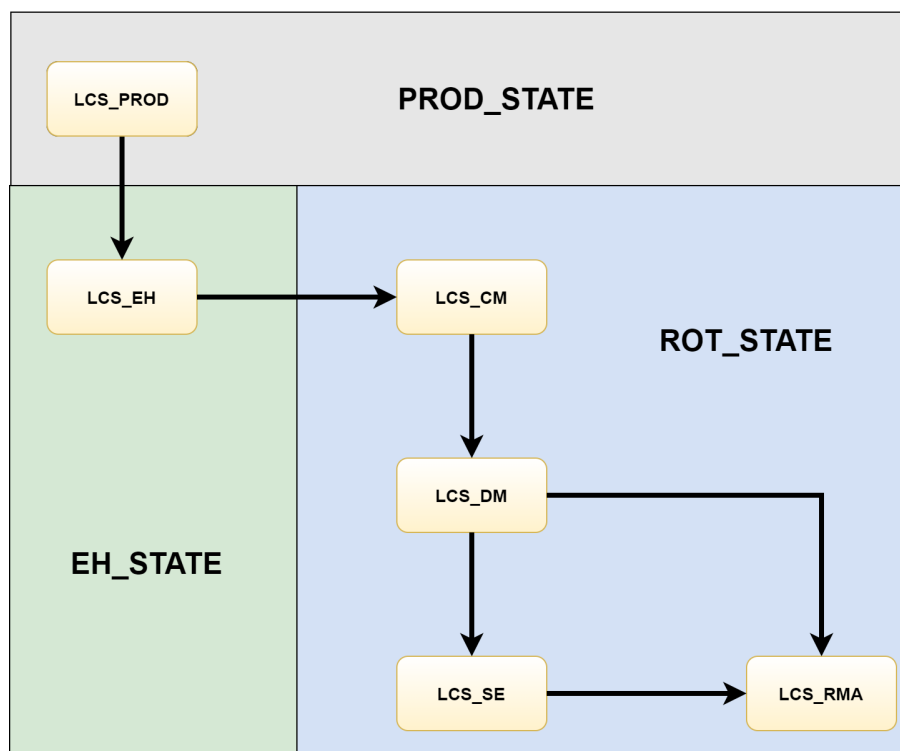 LCS_PROD
PROD_STATE
LCS_EH
LCS_CM
ROT_STATE
LCS_DM
EH_STATE
LCS_SE
LCS_RMA